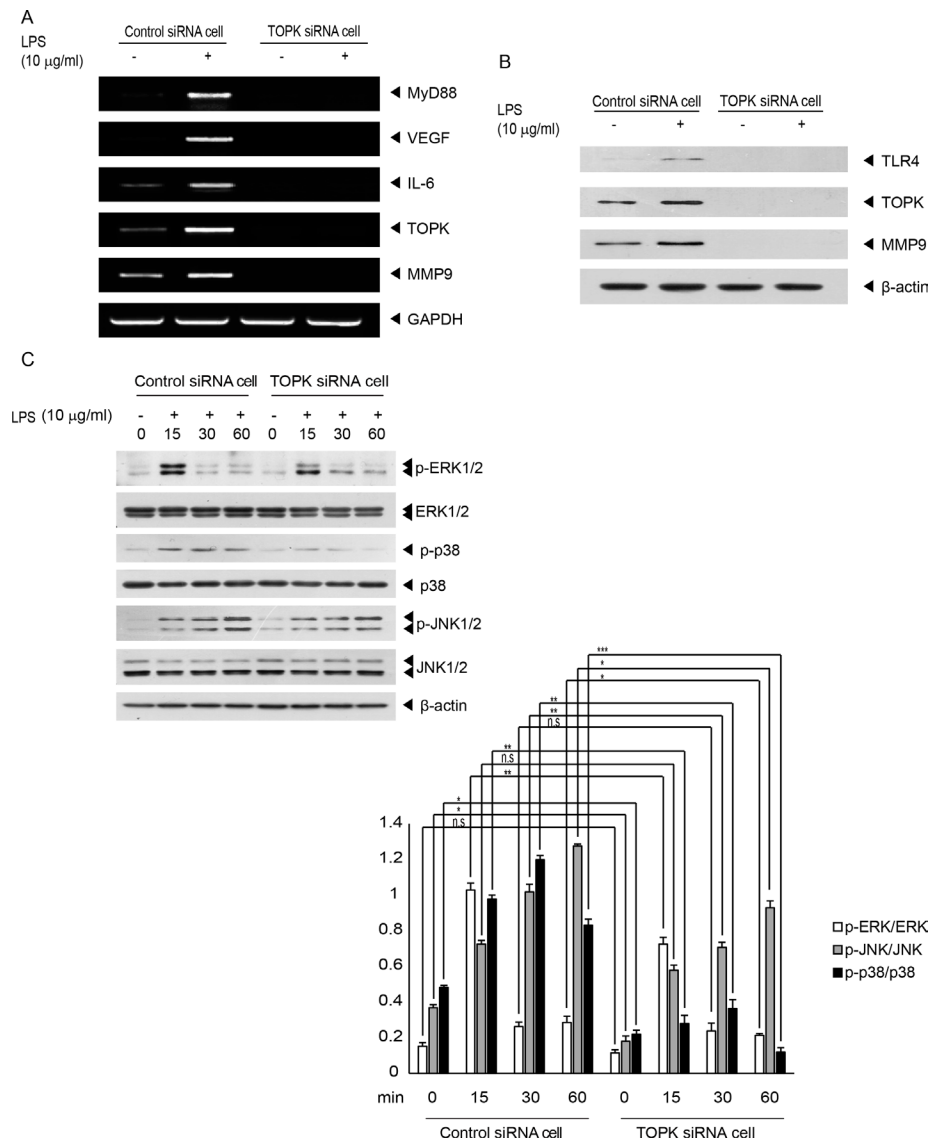 A
Control siRNA cell TOPK siRNA cell
LPS
(10 µg/ml) - + - +
MyD88
VEGF
IL-6
TOPK
MMP9
GAPDH
B
Control siRNA cell TOPK siRNA cell
LPS
(10 µg/ml) - + - +
TLR4
TOPK
MMP9
β-actin
C
Control siRNA cell TOPK siRNA cell
LPS (10 µg/ml) - + + + - + + +
0 15 30 60 0 15 30 60
p-ERK1/2
ERK1/2
p-p38
p38
p-JNK1/2
JNK1/2
β-actin
***
*
*
**
**
n.s
**
n.s
**
*
*
n.s
1.4
1.2
1
0.8
0.6
0.4
0.2
0
p-ERK/ERK
p-JNK/JNK
p-p38/p38
min 0 15 30 60 0 15 30 60
Control siRNA cell TOPK siRNA cell